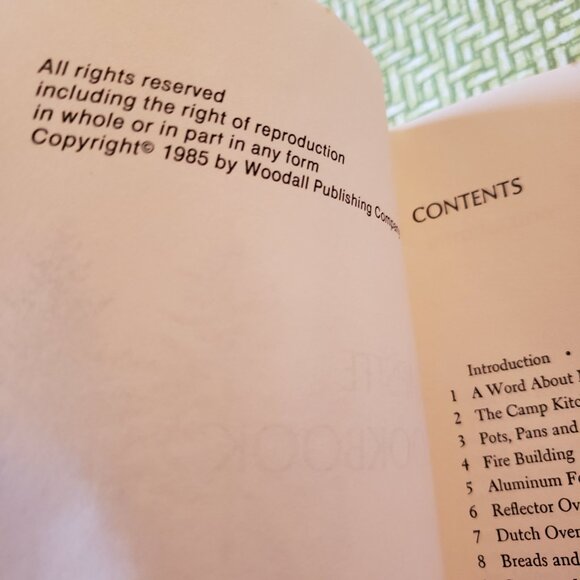 All rights reserved
including the right of reproduction
in whole or in part in any form
Copyright© 1985 by Woodall Publishing Company
CONTENTS
Introduction •
1 A Word About
2 The Camp
3 Pots, Pans and
4 Fire Building
5 Aluminum
6 Reflector
7 Dutch Oven
8 Breads and